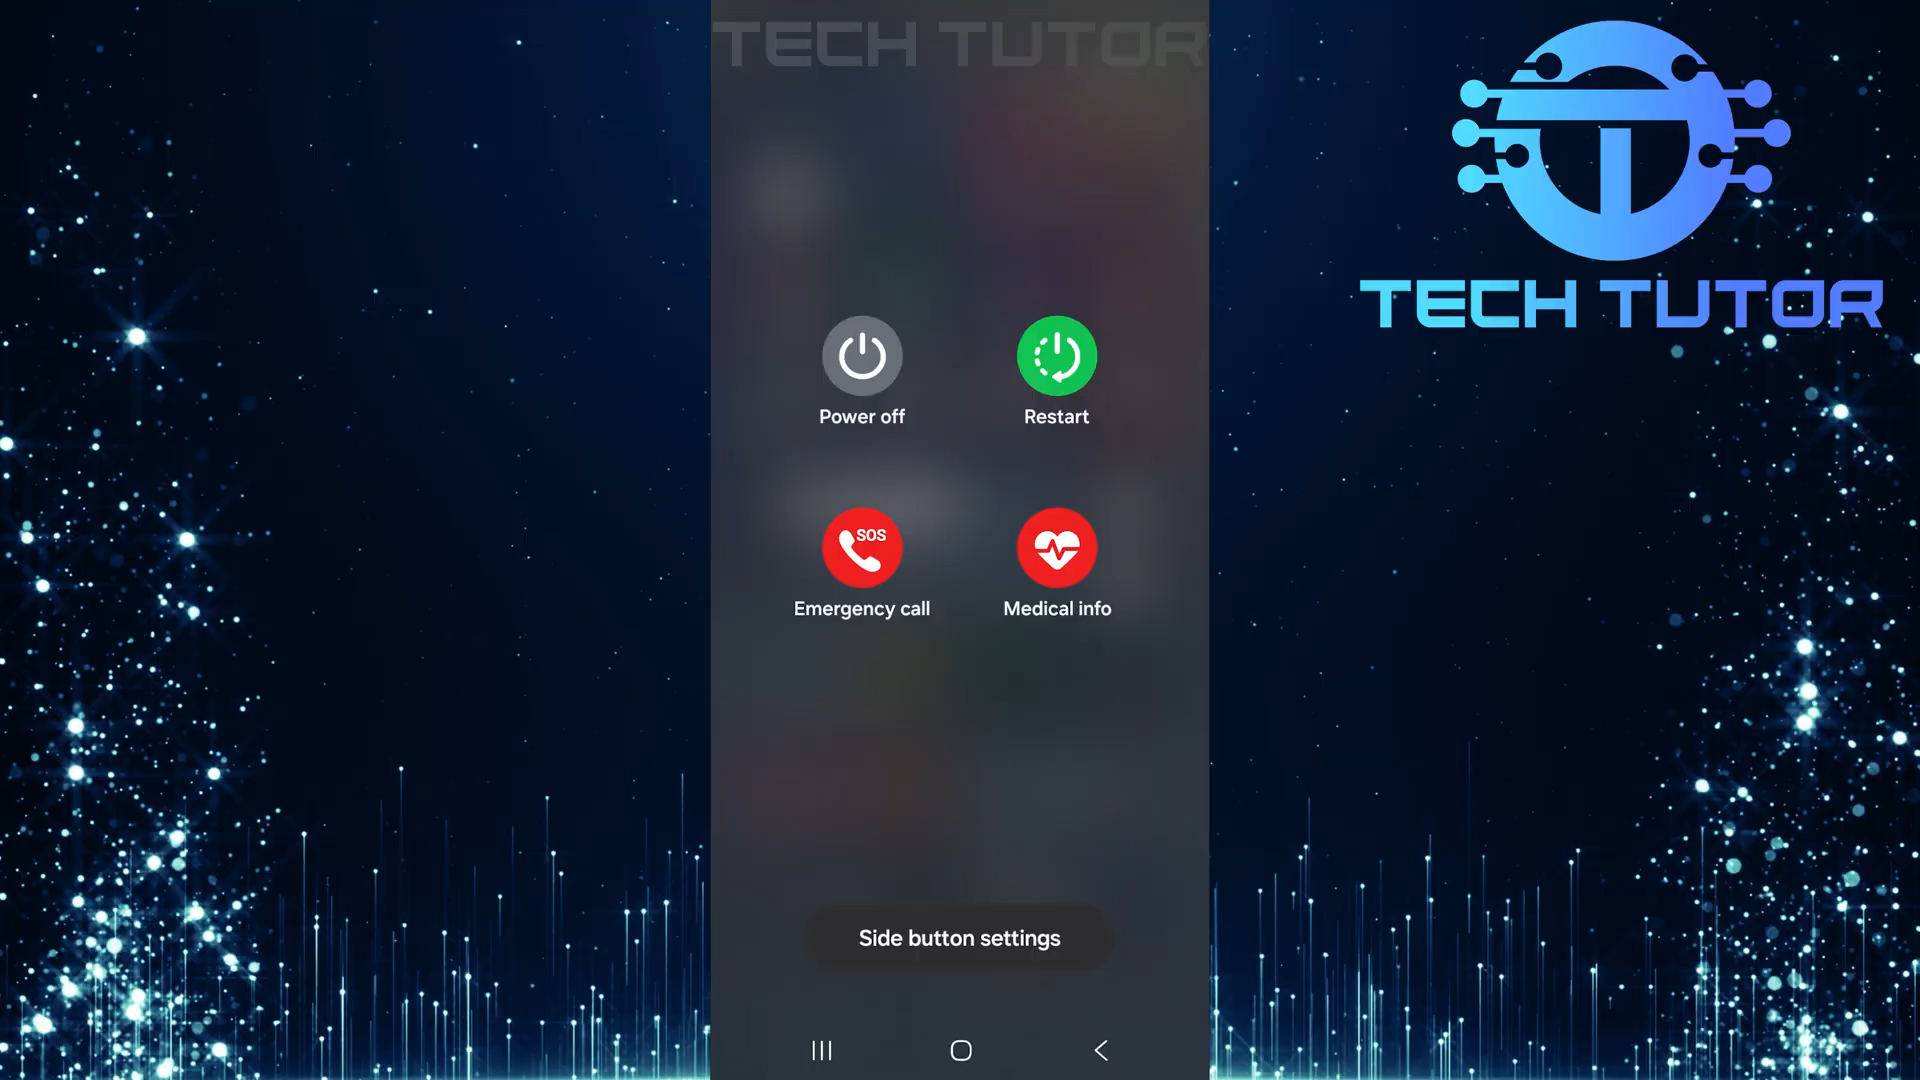 TECH TUTOR
TECH TUTOR
Power off
Restart
SOS
Emergency call
Medical info
Side button settings